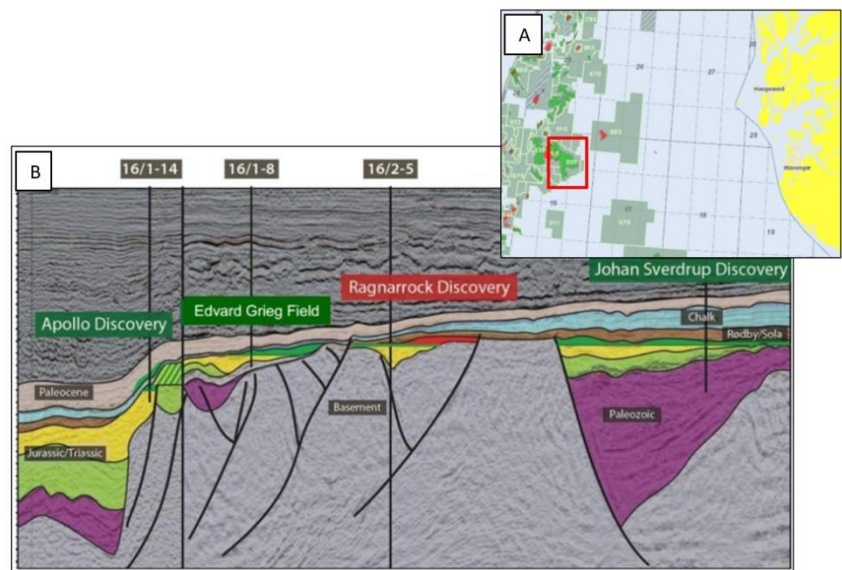 A
26
27
28
Haugesund
Stavanger
16
17
18
19
B
16/1-14
16/1-8
16/2-5
Johan Sverdrup Discovery
Ragnarrock Discovery
Edvard Grieg Field
Apollo Discovery
Chalk
Rødby/Sola
Paleocene
Basement
Paleozoic
Jurassic/Triassic